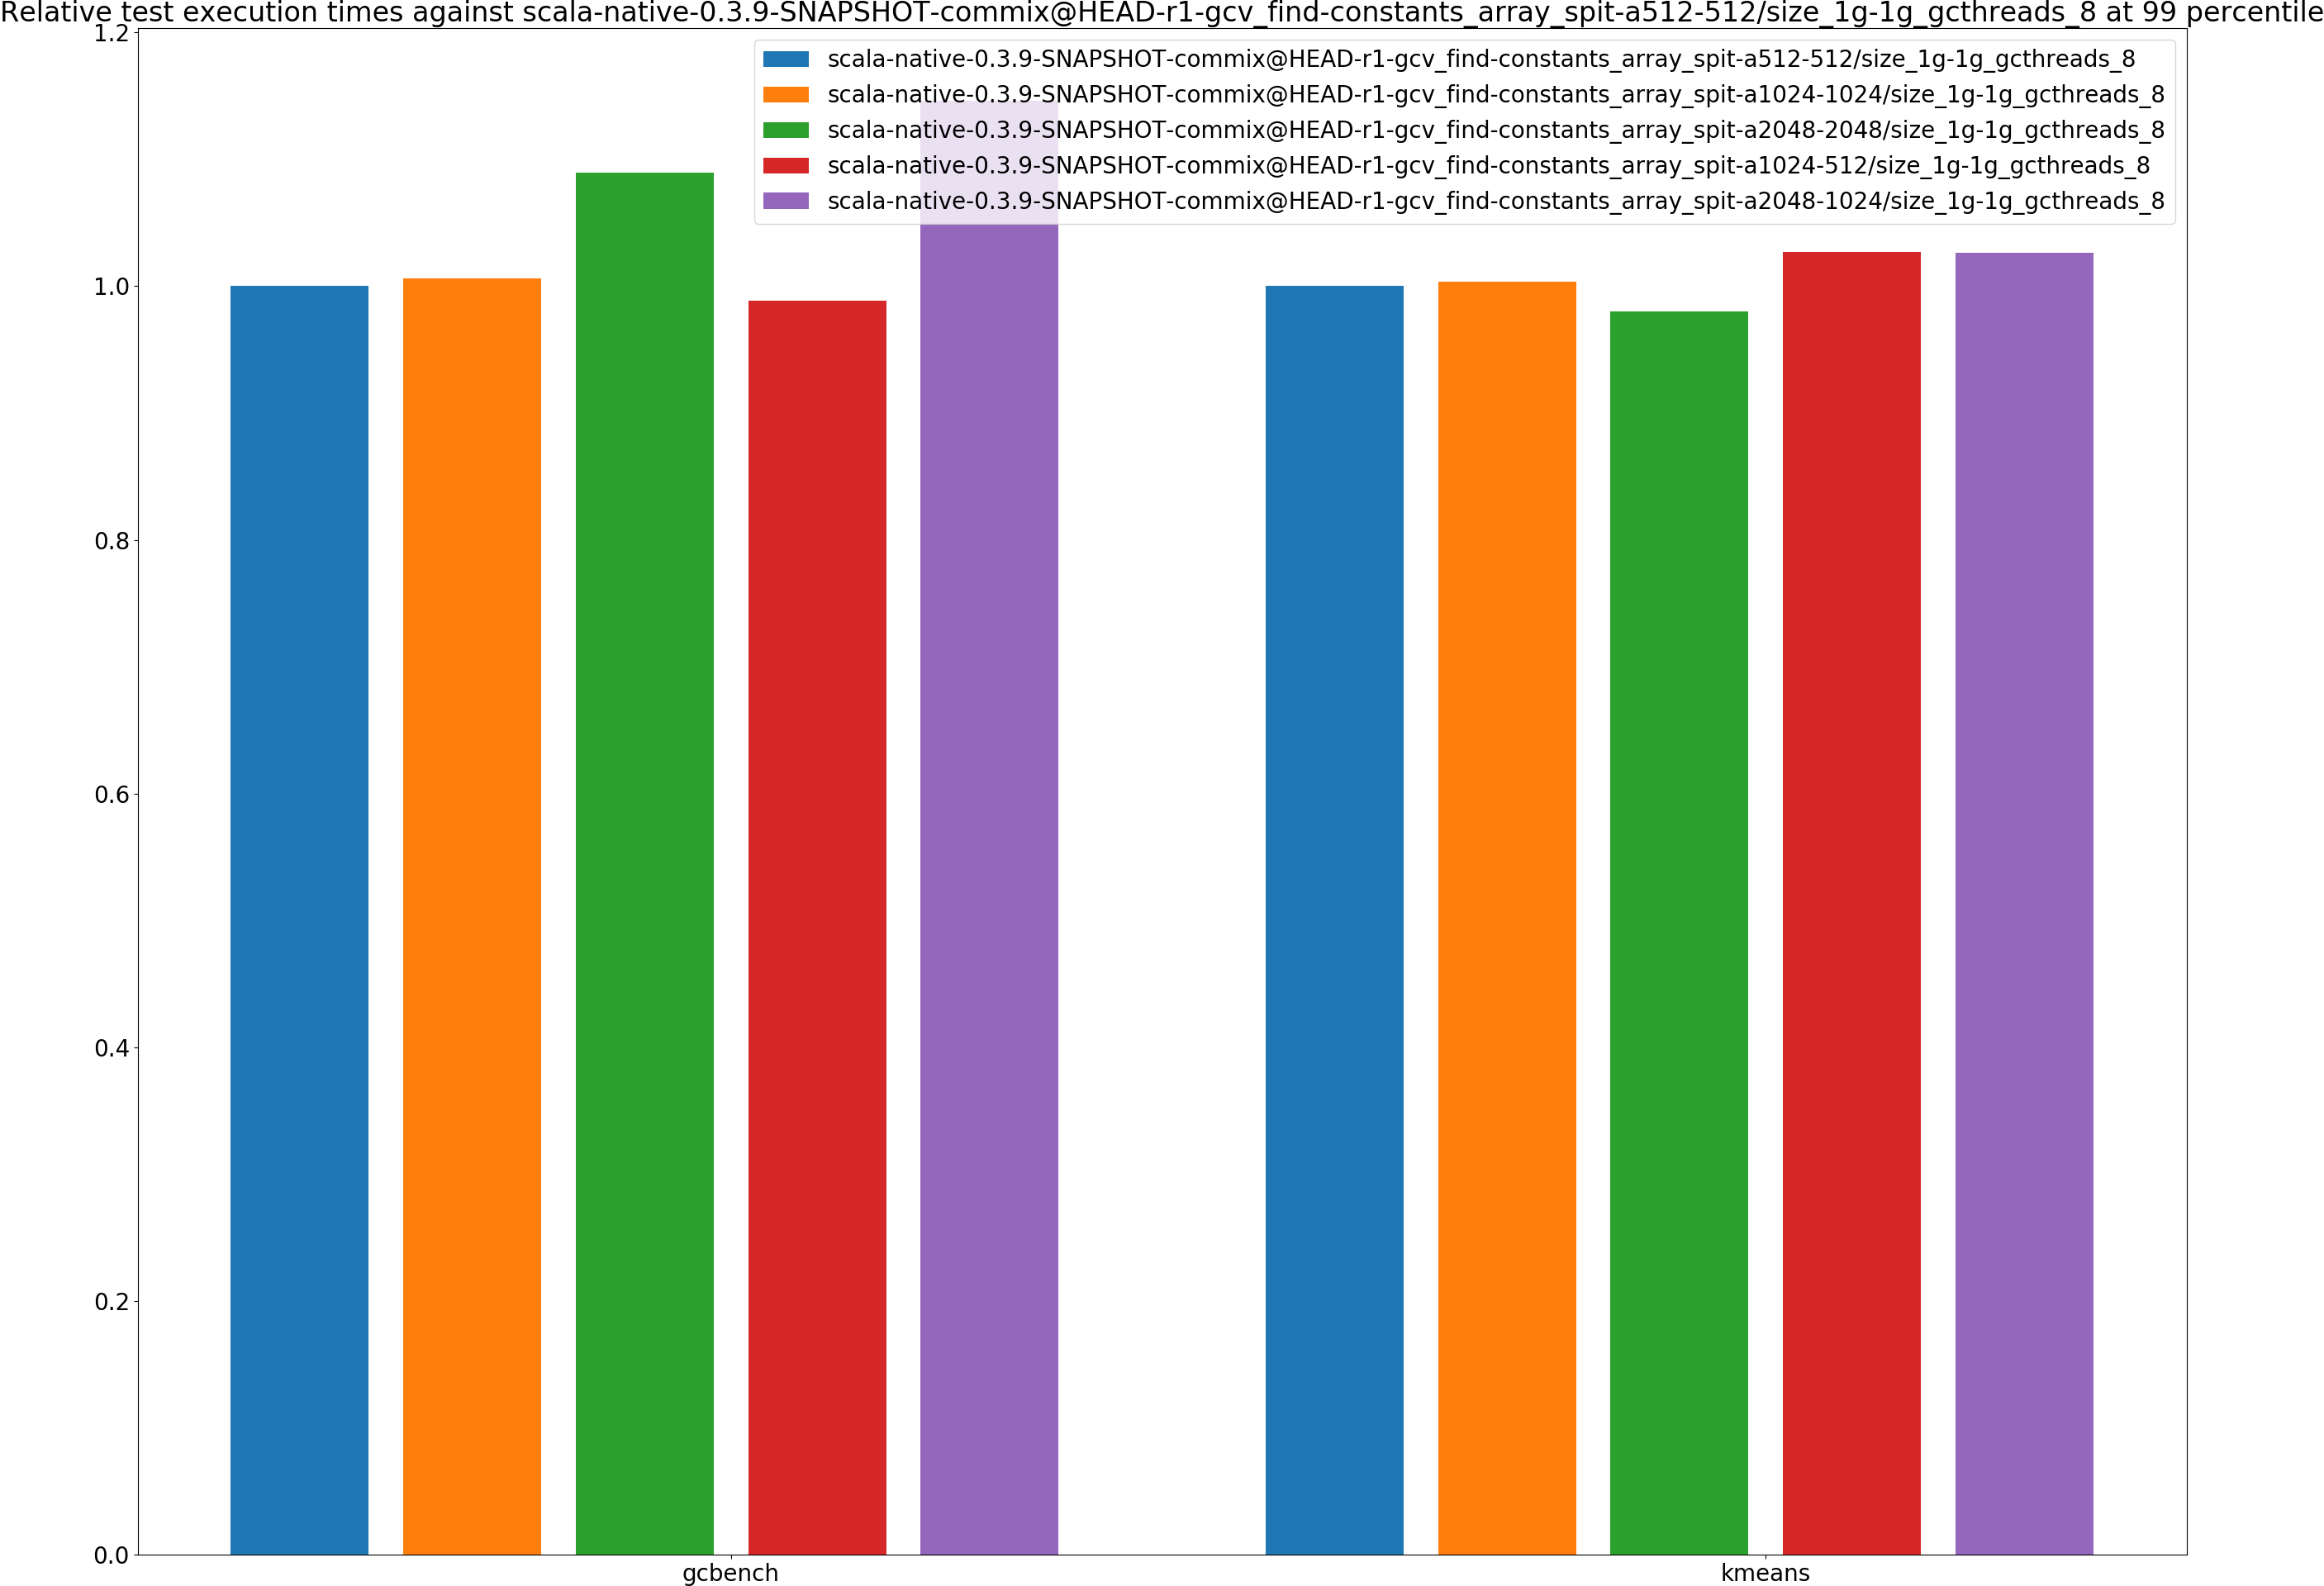 Relative test execution times against scala-native-0.3.9-SNAPSHOT-commix@HEAD-r1-gcv_find-constants_array_spit-a512-512/size_1g-1g_gcthreads_8 at 99 percentile
1.2
scala-native-0.3.9-SNAPSHOT-commix@HEAD-r1-gcv_find-constants_array_spit-a512-512/size_1g-1g_gcthreads_8
scala-native-0.3.9-SNAPSHOT-commix@HEAD-r1-gcv_find-constants_array_spit-a1024-1024/size_1g-1g_gcthreads_8
scala-native-0.3.9-SNAPSHOT-commix@HEAD-r1-gcv_find-constants_array_spit-a2048-2048/size_1g-1g_gcthreads_8
scala-native-0.3.9-SNAPSHOT-commix@HEAD-r1-gcv_find-constants_array_spit-a1024-512/size_1g-1g_gcthreads_8
scala-native-0.3.9-SNAPSHOT-commix@HEAD-r1-gcv_find-constants_array_spit-a2048-1024/size_1g-1g_gcthreads_8
1.0
0.8
0.6
0.4
0.2
0.0
gcbench
kmeans